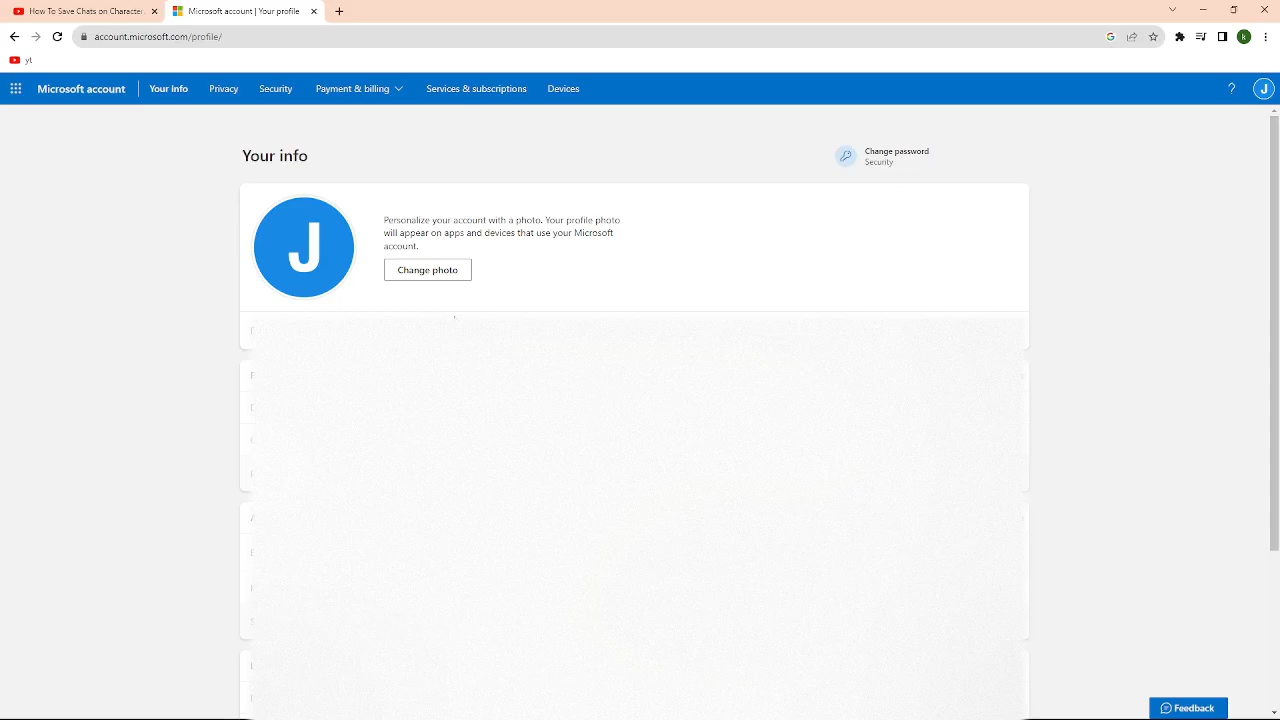 How To Save Chats on Character
Microsoft account | Your profile
account.microsoft.com/profile/
G
k
yt
Microsoft account
Your info
Privacy
Security
Payment & billing
Services & subscriptions
Devices
?
J
Your info
Change password
Security
J
Personalize your account with a photo. Your profile photo
will appear on apps and devices that use your Microsoft
account.
Change photo
Feedback